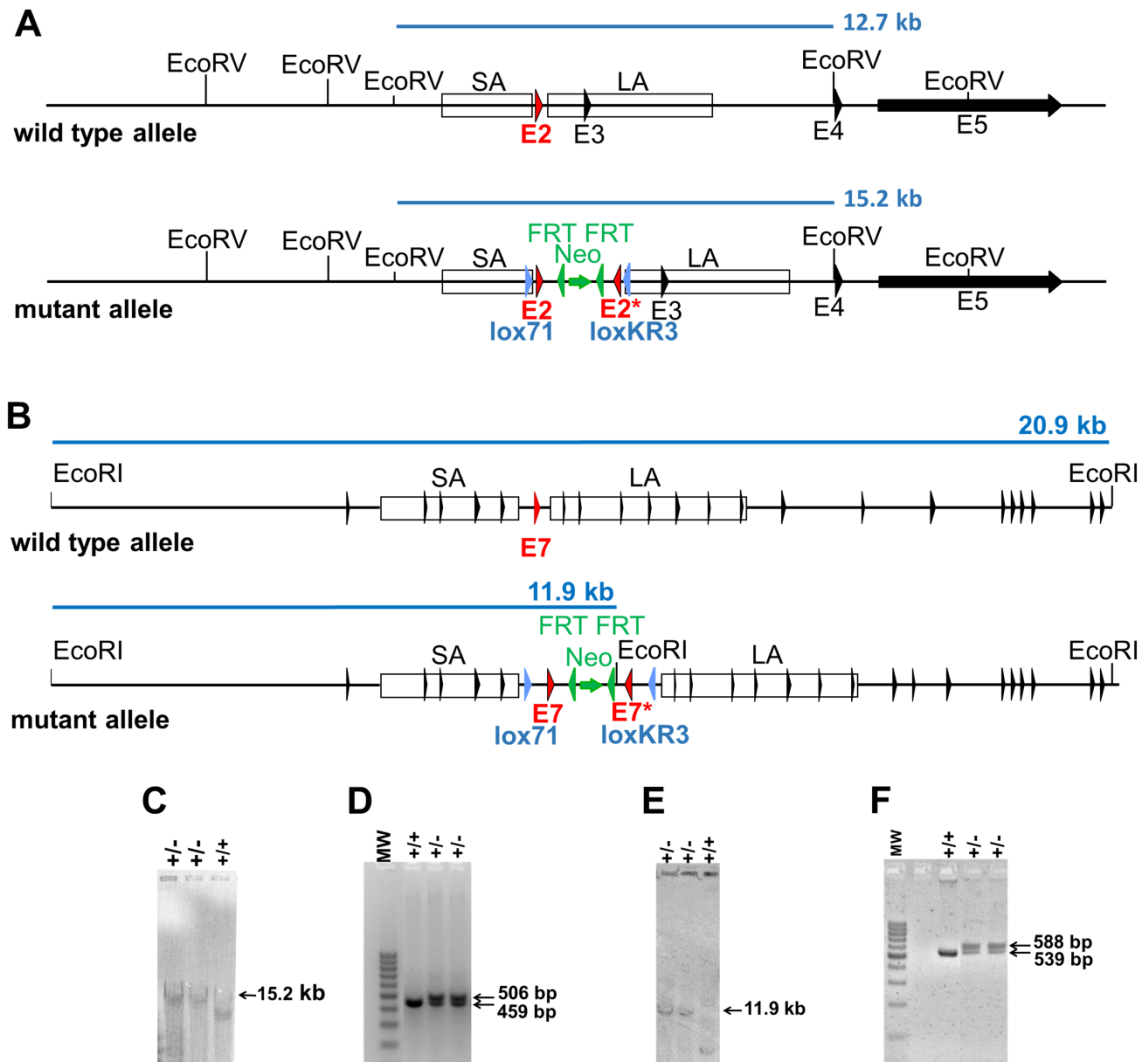 A
12.7 kb
EcoRV EcoRV EcoRV SA LA EcoRV EcoRV
wild type allele E2 E3 E4 E5
15.2 kb
FRT FRT
EcoRV EcoRV EcoRV SA Neo LA EcoRV EcoRV
mutant allele E2 E2* E3 E4 E5
lox71 loxKR3
B
20.9 kb
EcoRI SA LA EcoRI
wild type allele
E7
11.9 kb
FRT FRT
EcoRI SA Neo EcoRI LA EcoRI
mutant allele E7 E7*
lox71 loxKR3
C
+/- +/- +/+
15.2 kb
D
MW +/+ +/- +/-
506 bp
459 bp
E
+/- +/- +/+
11.9 kb
F
MW +/+ +/- +/-
588 bp
539 bp